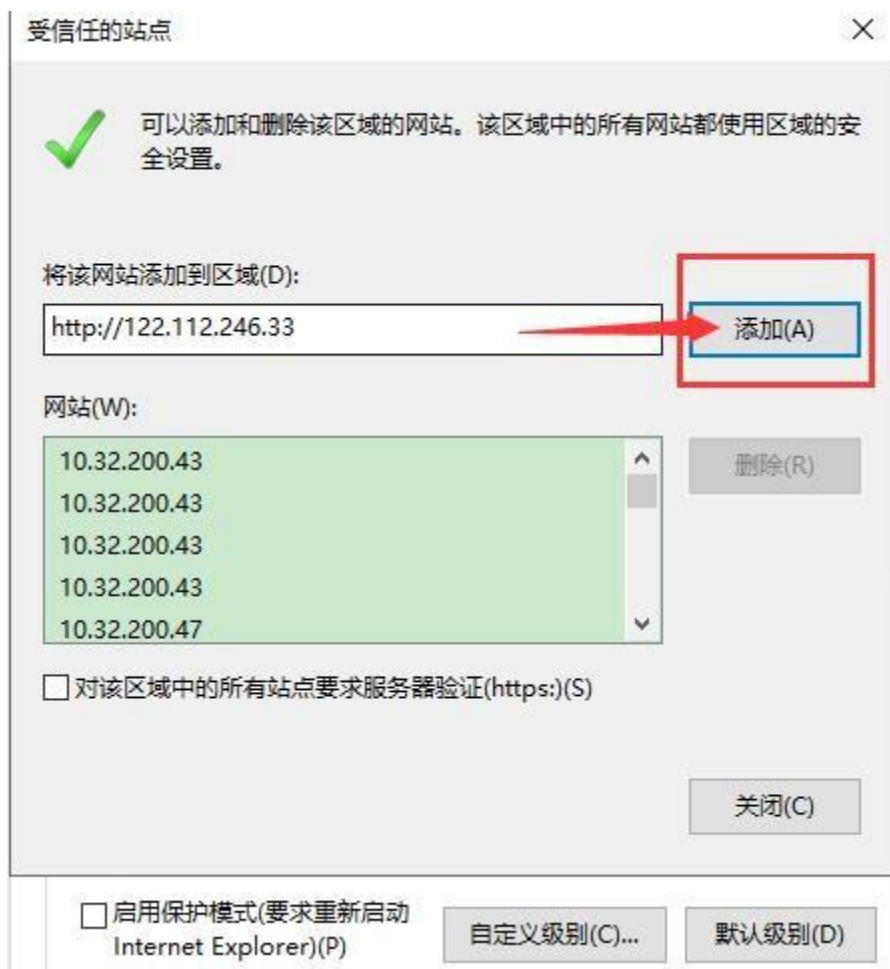 受信任的站点
可以添加和删除该区域的网站。该区域中的所有网站都使用区域的安
全设置。
将该网站添加到区域(D):
http://122.112.246.33
添加(A)
网站(W):
10.32.200.43
10.32.200.43
10.32.200.43
10.32.200.43
10.32.200.47
删除(R)
对该区域中的所有站点要求服务器验证(https:)(S)
关闭(C)
启用保护模式(要求重新启动
Internet Explorer)(P)
自定义级别(C)...
默认级别(D)